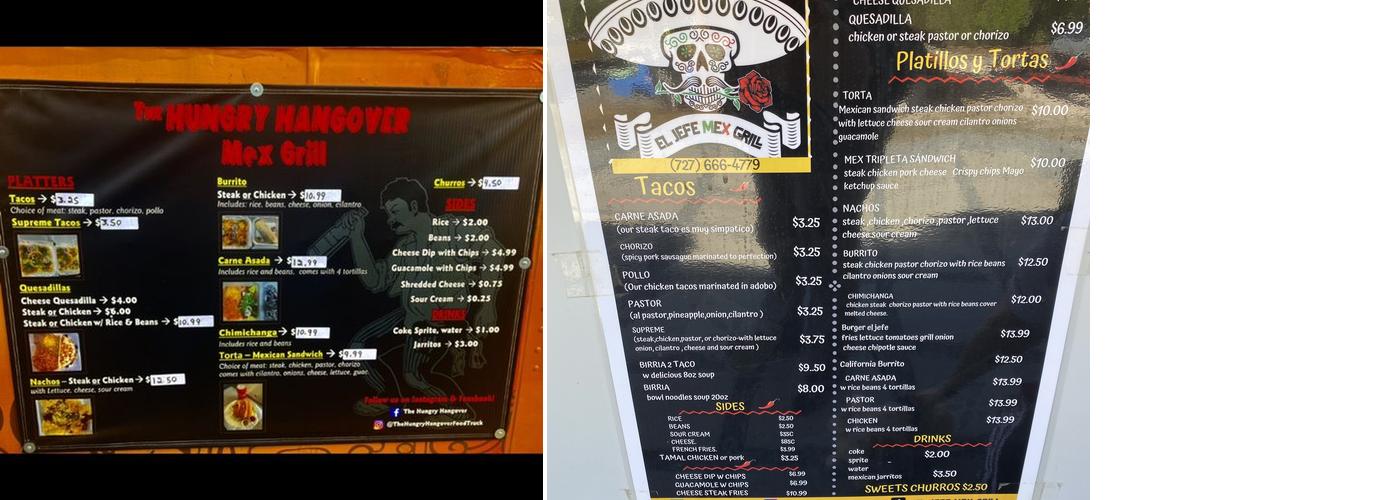 The HUNGRY HANGOVER
Mex Grill
PLATTERS
Tacos → $3.25
Choice of meat: steak, pastor, chorizo, pollo
Supreme Tacos → $3.50
Quesadillas
Cheese Quesadilla → $4.00
Steak or Chicken → $6.00
Steak or Chicken w/ Rice & Beans → $10.99
Nachos – Steak or Chicken → $12.50
with Lettuce, cheese, sour cream
Burrito
Steak or Chicken → $10.99
Includes: rice, beans, cheese, onion, cilantro
Carne Asada → $12.99
Includes rice and beans, comes with 4 tortillas
Chimichanga → $10.99
Includes rice and beans
Torta – Mexican Sandwich → $9.99
Choice of meat: steak, chicken, pastor, chorizo
comes with cilantro, onions, cheese, lettuce, guac
Churros → $4.50
SIDES
Rice → $2.00
Beans → $2.00
Cheese Dip with Chips → $4.99
Guacamole with Chips → $4.99
Shredded Cheese → $0.75
Sour Cream → $0.25
DRINKS
Coke Sprite, water → $1.00
Jarritos → $3.00
Follow us on Instagram & Facebook!
The Hungry Hangover
@TheHungryHangoverFoodTruck
EL JEFE MEX GRILL
(727) 666-4779
Tacos
CARNE ASADA
(our steak taco es muy simpatico) $3.25
CHORIZO
(spicy pork sausague marinated to perfection) $3.25
POLLO
(Our chicken tacos marinated in adobo) $3.25
PASTOR
(al pastor,pineapple,onion,cilantro ) $3.25
SUPREME
(steak,chicken,pastor, or chorizo-with lettuce $3.75
onion, cilantro , cheese and sour cream )
BIRRIA 2 TACO $9..50
w delicious 8oz soup
BIRRIA $8.00
bowl noodles soup 20oz
SIDES
RICE $2.50
BEANS $2.50
SOUR CREAM
CHEESE.
FRENCH FRIES. $3.99
TAMAL CHICKEN or pork $3.25
CHEESE DIP W CHIPS $6.99
GUACAMOLE W CHIPS $6.99
CHEESE STEAK FRIES $10.99
CHEESE QUESADILLA
QUESADILLA $6.99
chicken or steak pastor or chorizo
Platillos y Tortas
TORTA
Mexican sandwich steak chicken pastor chorizo $10.00
with lettuce cheese sour cream cilantro onions
guacamole
MEX TRIPLETA SÁNDWICH $10.00
steak chicken pork cheese Crispy chips Mayo
ketchup sauce
NACHOS
steak ,chicken ,chorizo ,pastor ,lettuce $13.00
cheese sour cream
BURRITO
steak chicken pastor chorizo with rice beans $12.50
cilantro onions sour cream
CHIMICHANGA
chicken steak chorizo pastor with rice beans cover $12.00
melted cheese.
Burger el jefe
fries lettuce tomatoes grill onion $13.99
cheese chipotle sauce
California Burrito $12.50
CARNE ASADA $13.99
w rice beans 4 tortillas
PASTOR $13.99
w rice beans 4 tortillas
CHICKEN $13.99
w rice beans 4 tortillas
DRINKS
coke $2.00
sprite
water
mexican jarritos $3.50
SWEETS CHURROS $2.50